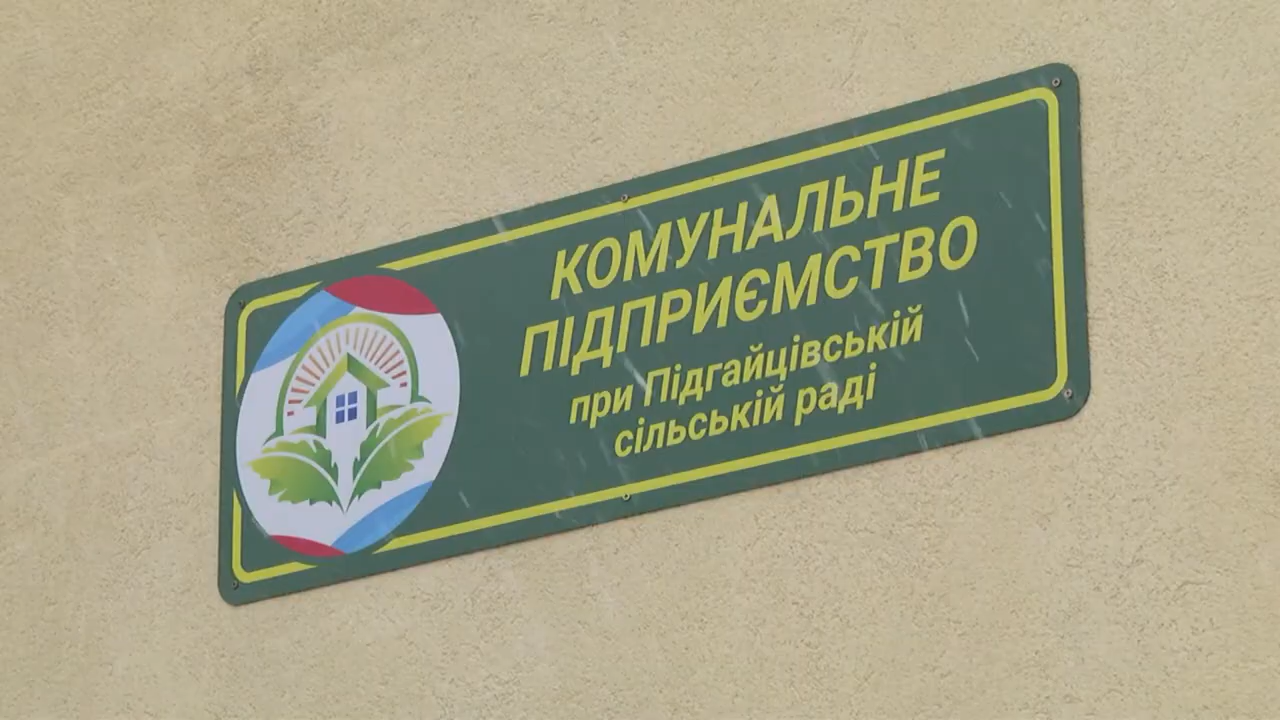 КОМУНАЛЬНЕ
ПІДПРИЄМСТВО
при Підгайцівській
сільській раді